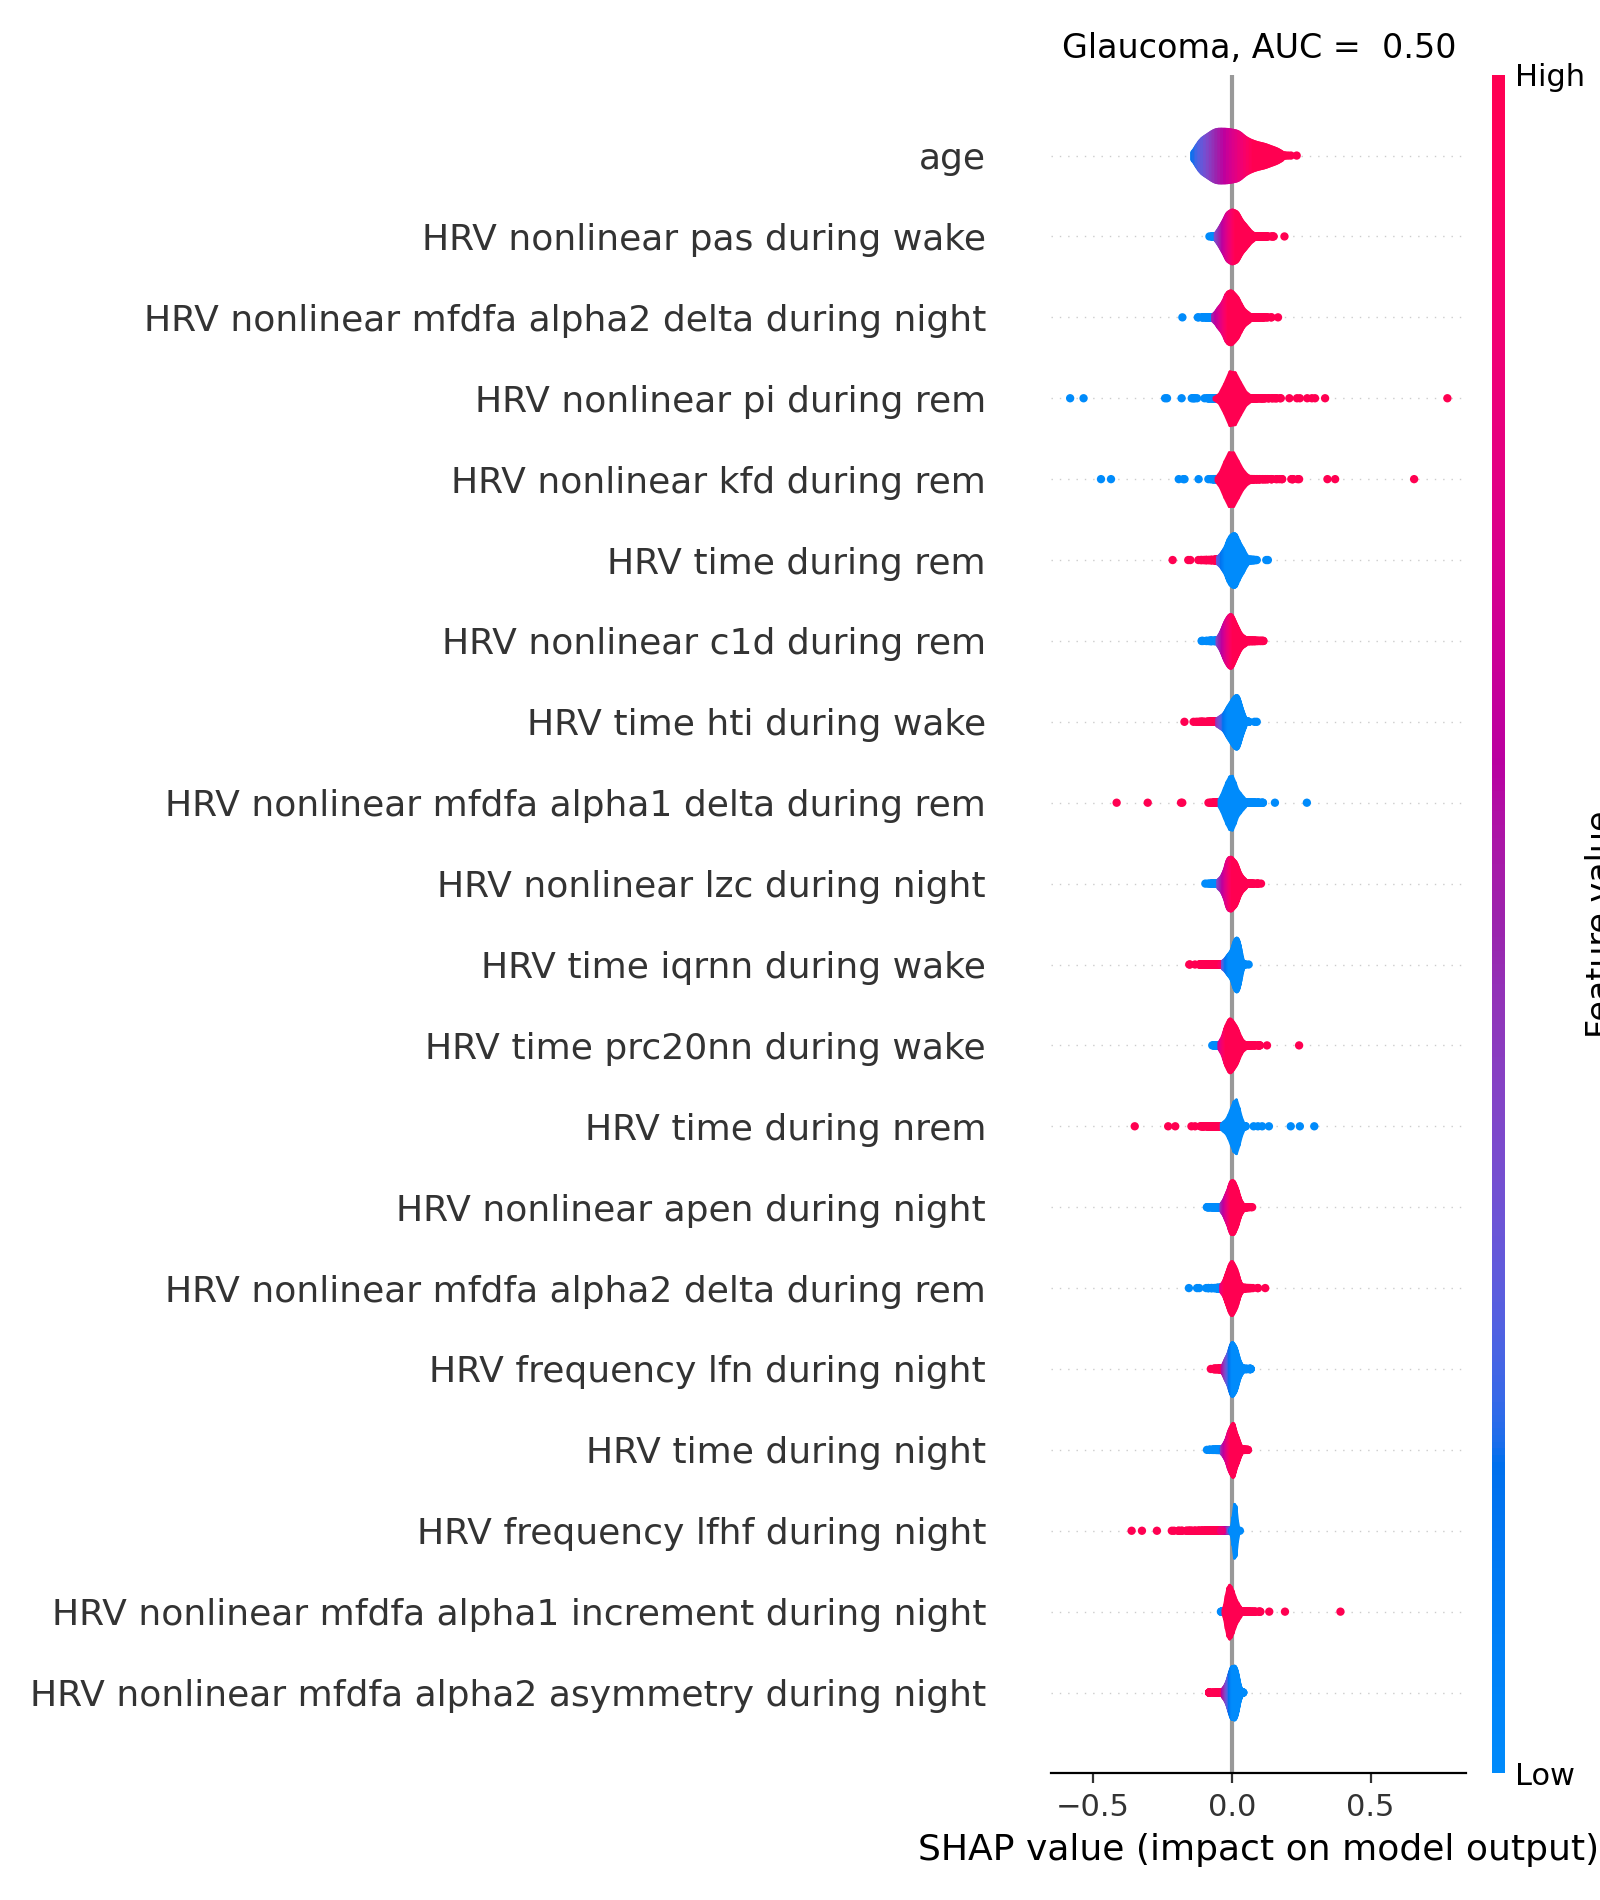 Glaucoma, AUC =  0.50
High
age
HRV nonlinear pas during wake
HRV nonlinear mfdfa alpha2 delta during night
HRV nonlinear pi during rem
HRV nonlinear kfd during rem
HRV time during rem
HRV nonlinear c1d during rem
HRV time hti during wake
HRV nonlinear mfdfa alpha1 delta during rem
HRV nonlinear lzc during night
HRV time iqrnn during wake
HRV time prc20nn during wake
HRV time during nrem
HRV nonlinear apen during night
HRV nonlinear mfdfa alpha2 delta during rem
HRV frequency lfn during night
HRV time during night
HRV frequency lfhf during night
HRV nonlinear mfdfa alpha1 increment during night
HRV nonlinear mfdfa alpha2 asymmetry during night
Feature value
Low
−0.5 0.0 0.5
SHAP value (impact on model output)